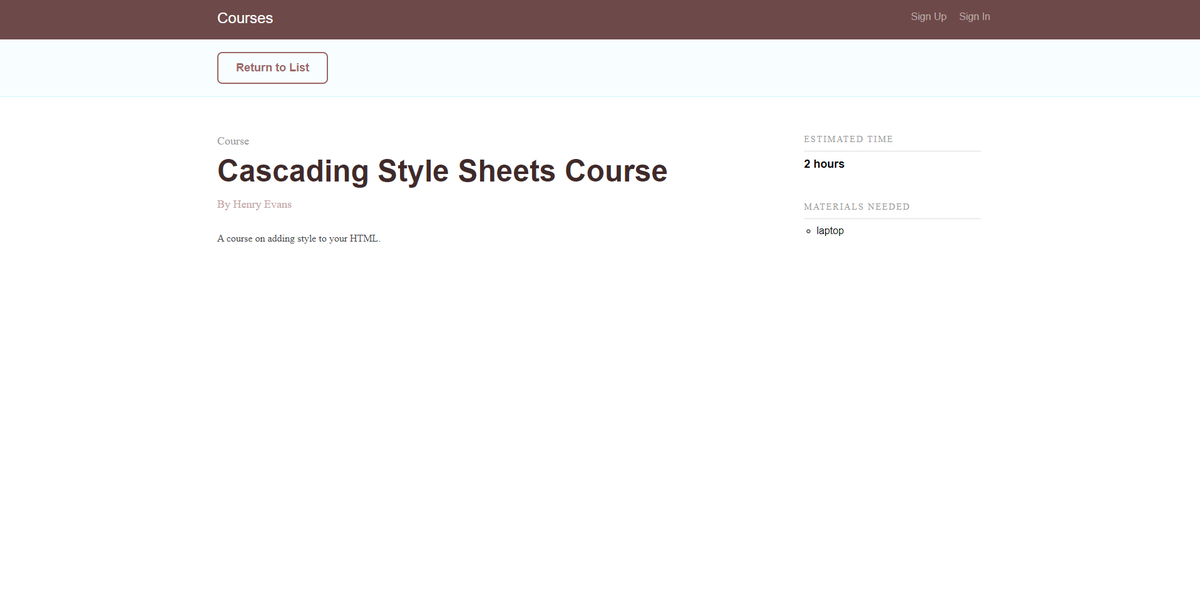 Courses
Sign Up Sign In
Return to List
Course
Cascading Style Sheets Course
By Henry Evans
A course on adding style to your HTML.
ESTIMATED TIME
2 hours
MATERIALS NEEDED
laptop